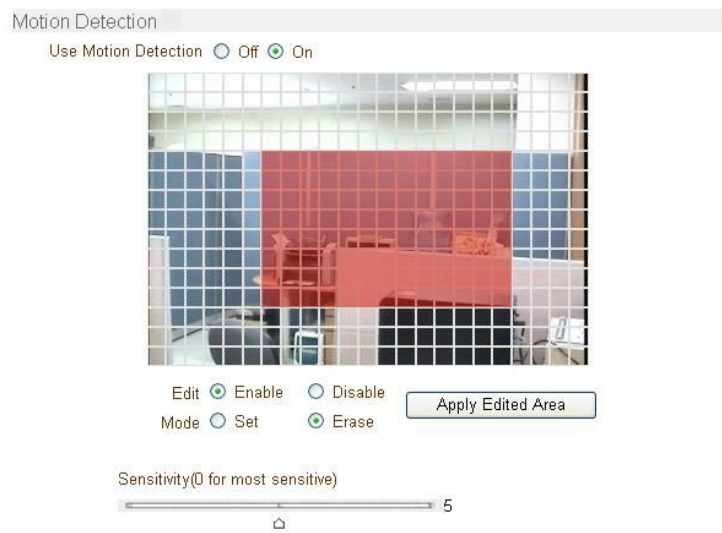 Motion Detection
Use Motion Detection Off On
Edit Enable Disable
Apply Edited Area
Mode Set Erase
Sensitivity(0 for most sensitive)
5